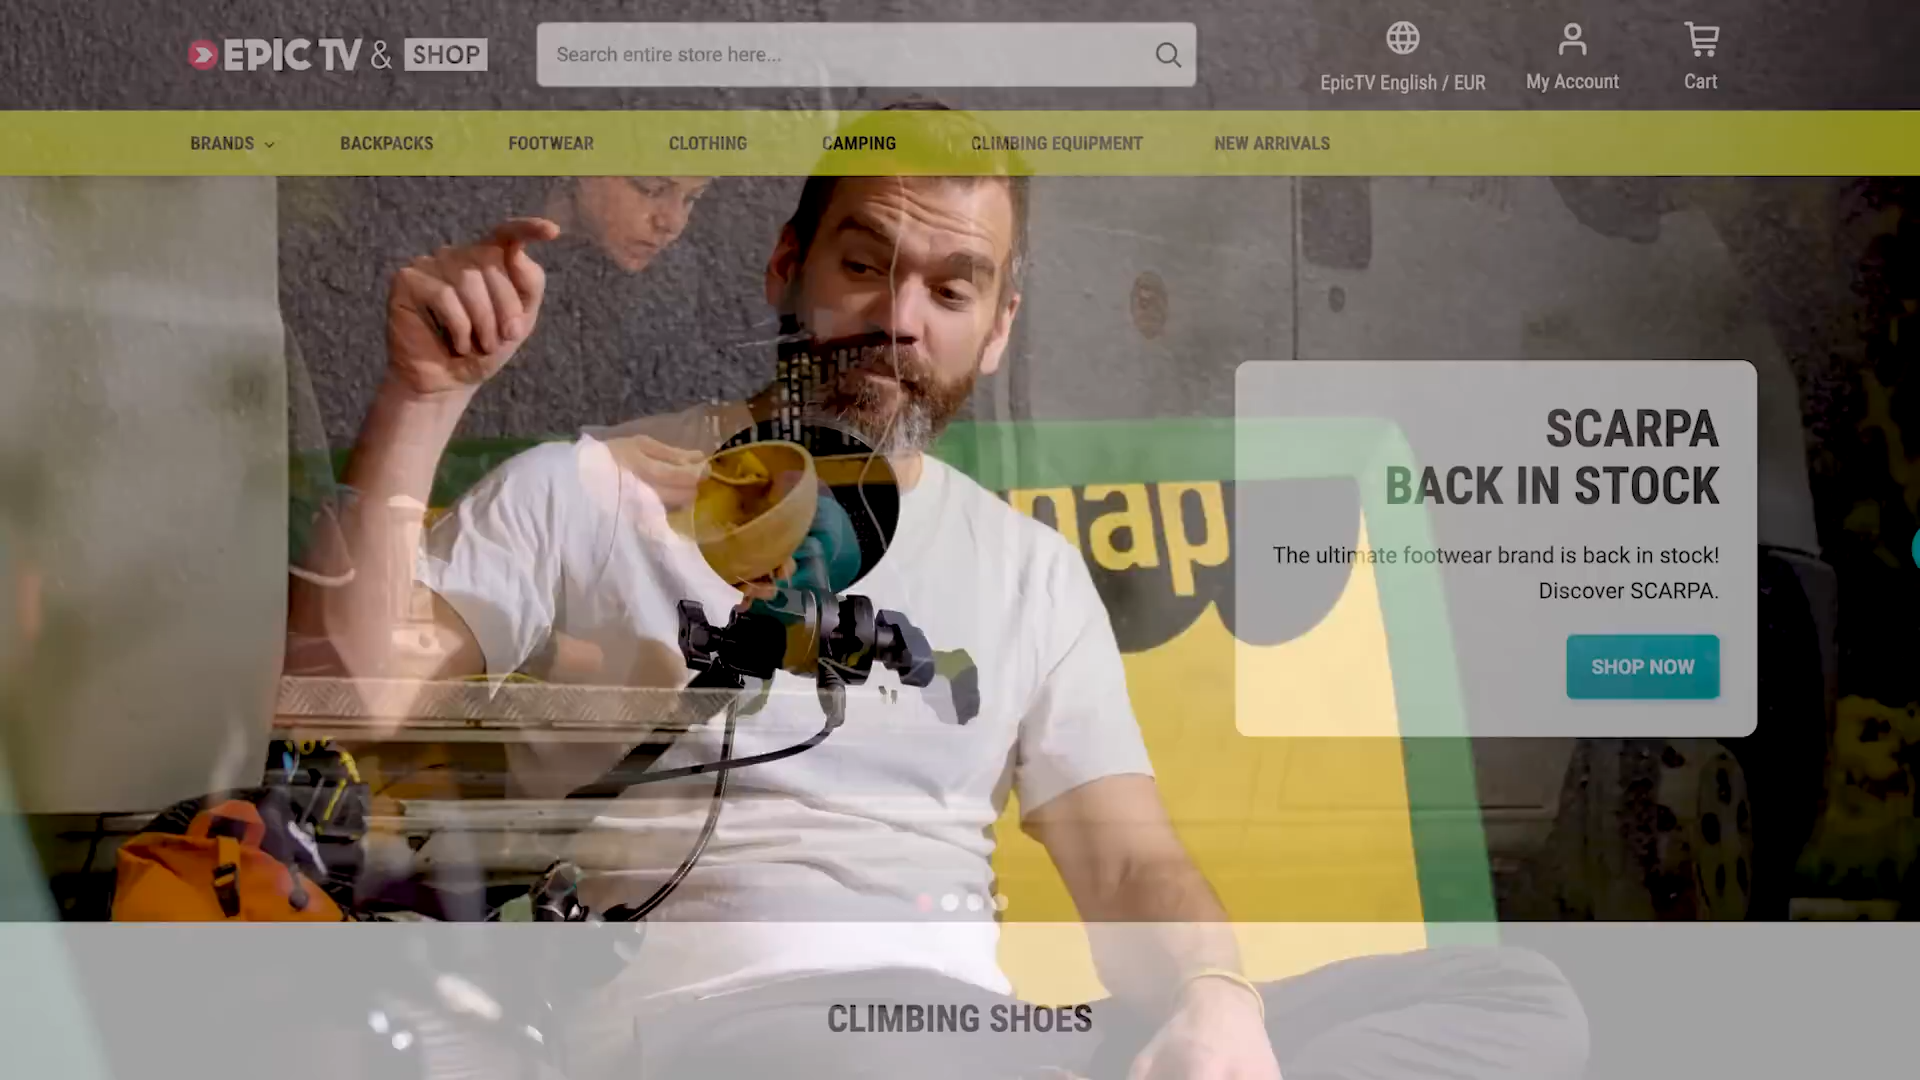 EPIC TV & SHOP
Search entire store here...
EpicTV English / EUR
My Account
Cart
BRANDS
BACKPACKS
FOOTWEAR
CLOTHING
CAMPING
CLIMBING EQUIPMENT
NEW ARRIVALS
SCARPA
BACK IN STOCK
The ultimate footwear brand is back in stock!
Discover SCARPA.
SHOP NOW
CLIMBING SHOES